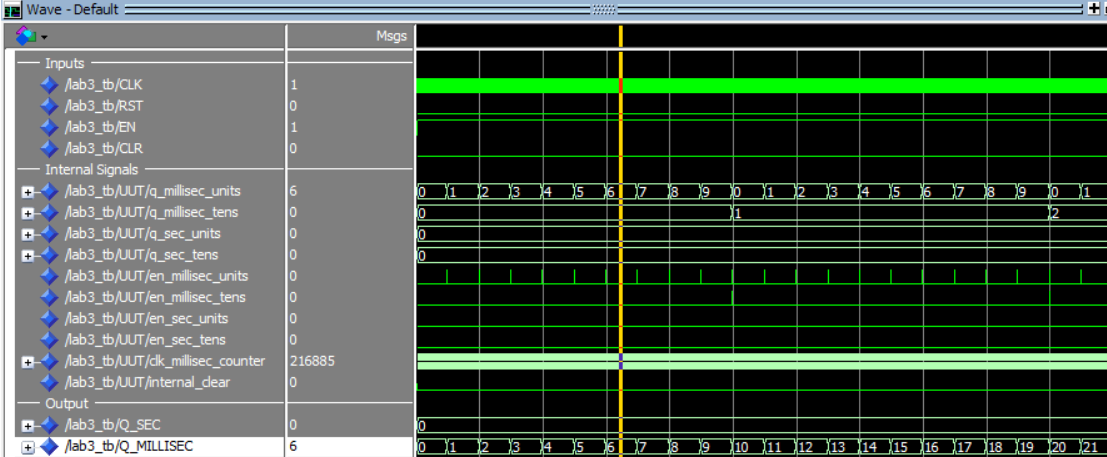 Wave - Default
Msgs
Inputs
/lab3_tb/CLK 1
/lab3_tb/RST 0
/lab3_tb/EN 1
/lab3_tb/CLR 0
Internal Signals
/lab3_tb/UUT/q_millisec_units 6 0 1 2 3 4 5 6 7 8 9 0 1 2 3 4 5 6 7 8 9 0 1
/lab3_tb/UUT/q_millisec_tens 0 0 1 2
/lab3_tb/UUT/q_sec_units 0 0
/lab3_tb/UUT/q_sec_tens 0 0
/lab3_tb/UUT/en_millisec_units 0
/lab3_tb/UUT/en_millisec_tens 0
/lab3_tb/UUT/en_sec_units 0
/lab3_tb/UUT/en_sec_tens 0
/lab3_tb/UUT/clk_millisec_counter 216885
/lab3_tb/UUT/internal_clear 0
Output
/lab3_tb/Q_SEC 0 0
/lab3_tb/Q_MILLISEC 6 0 1 2 3 4 5 6 7 8 9 10 11 12 13 14 15 16 17 18 19 20 21